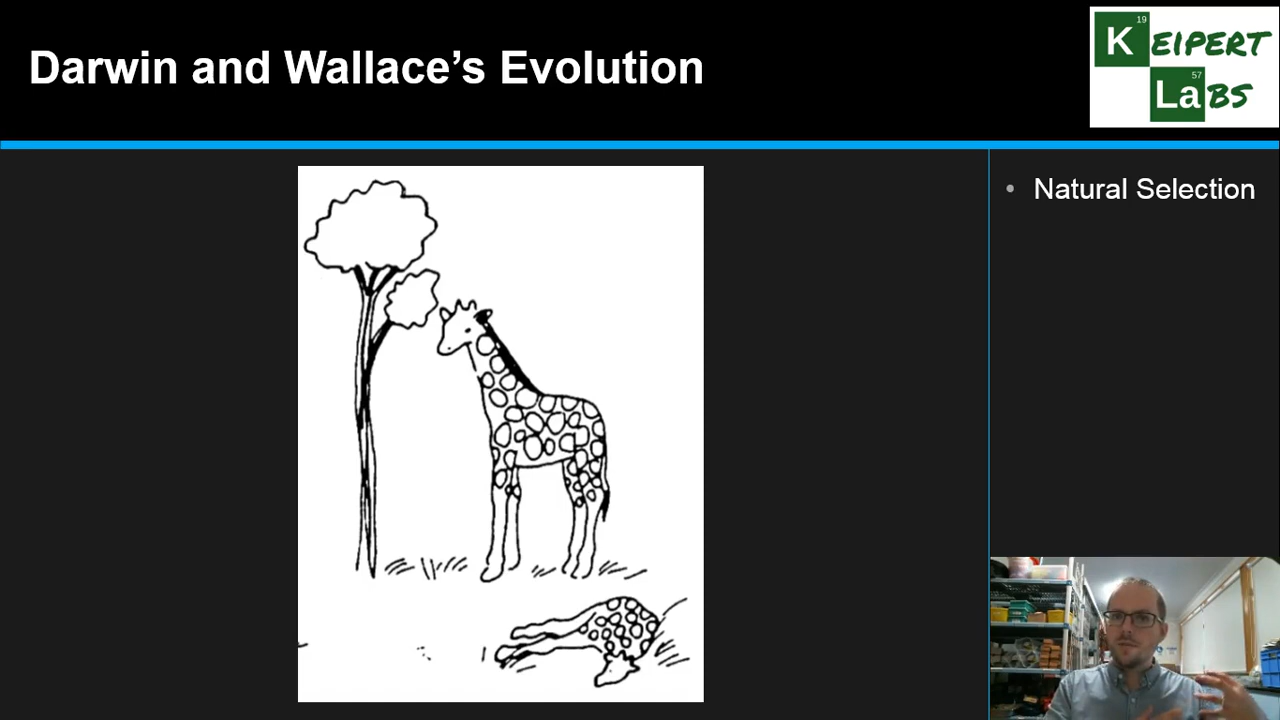 Darwin and Wallace’s Evolution
19
K EIPERT
57
La BS
• Natural Selection